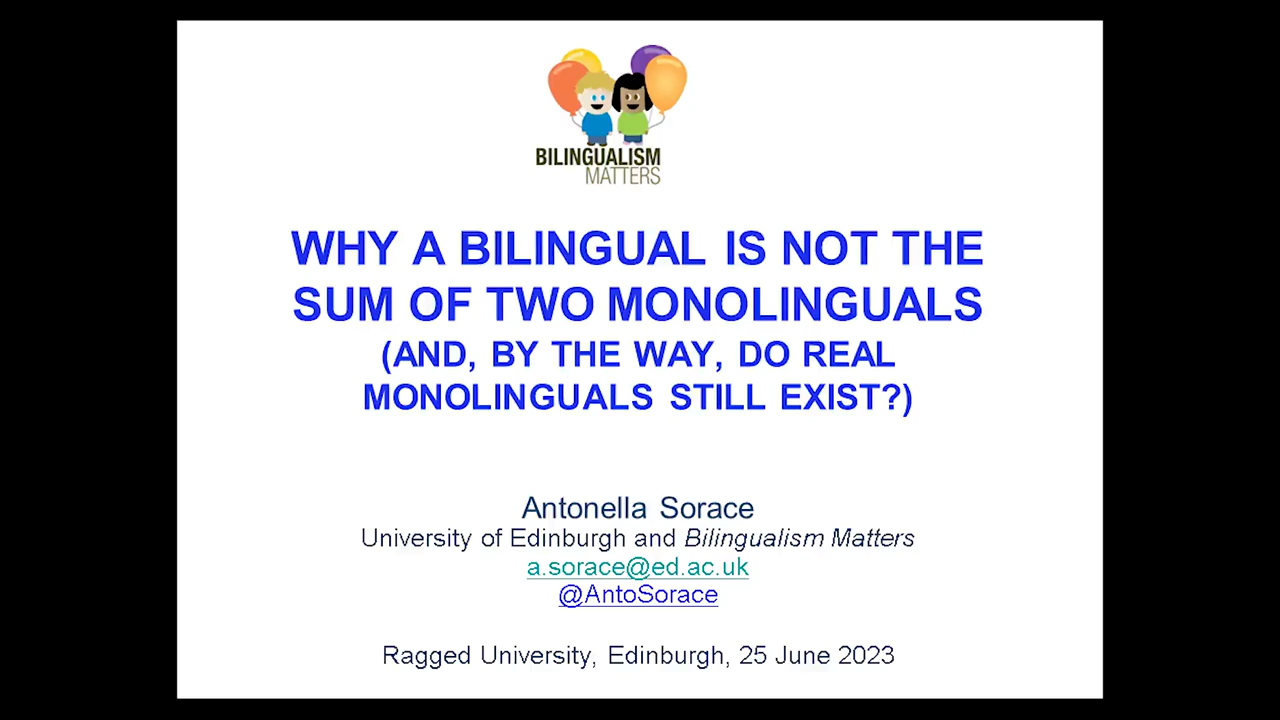 BILINGUALISM
MATTERS
WHY A BILINGUAL IS NOT THE
SUM OF TWO MONOLINGUALS
(AND, BY THE WAY, DO REAL
MONOLINGUALS STILL EXIST?)
Antonella Sorace
University of Edinburgh and Bilingualism Matters
a.sorace@ed.ac.uk
@AntoSorace
Ragged University, Edinburgh, 25 June 2023